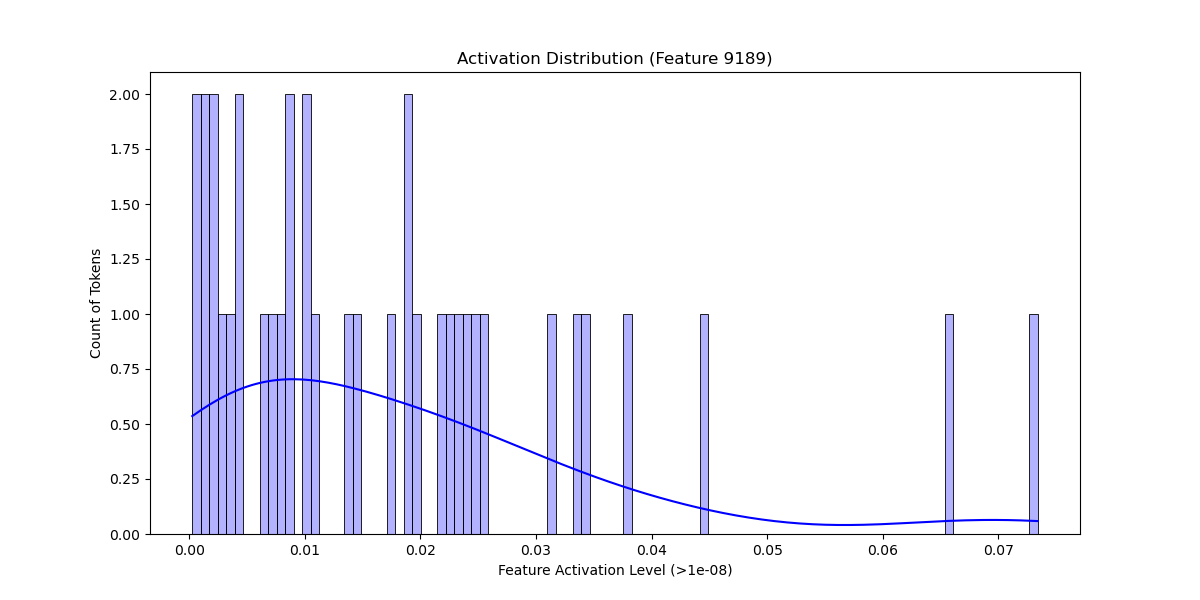 Activation Distribution (Feature 9189)
Count of Tokens
2.00
1.75
1.50
1.25
1.00
0.75
0.50
0.25
0.00
0.00 0.01 0.02 0.03 0.04 0.05 0.06 0.07
Feature Activation Level (>1e-08)